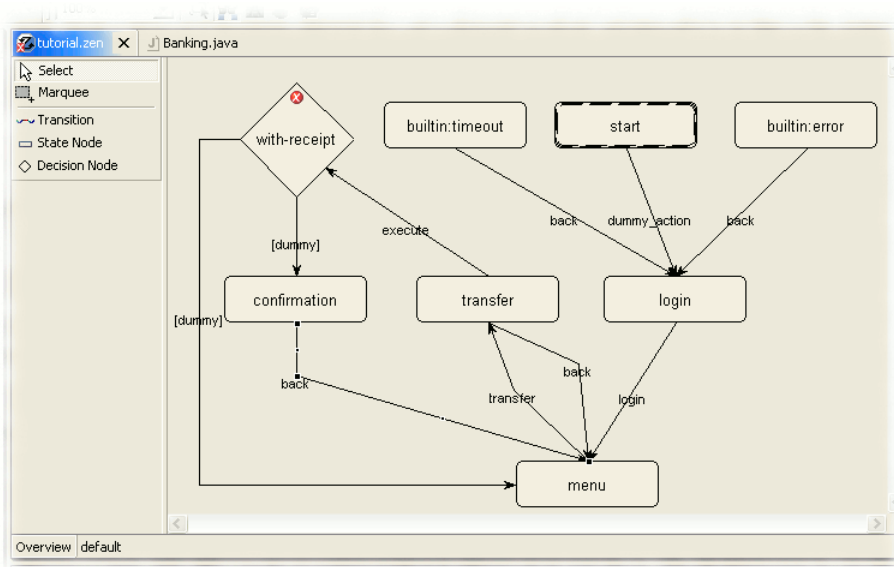 tutorial.zen
Banking.java
Select
Marquee
Transition
State Node
Decision Node
with-receipt
builtin:timeout
start
builtin:error
back
dummy_action
back
execute
[dummy]
confirmation
transfer
login
[dummy]
back
back
transfer
login
menu
Overview
default